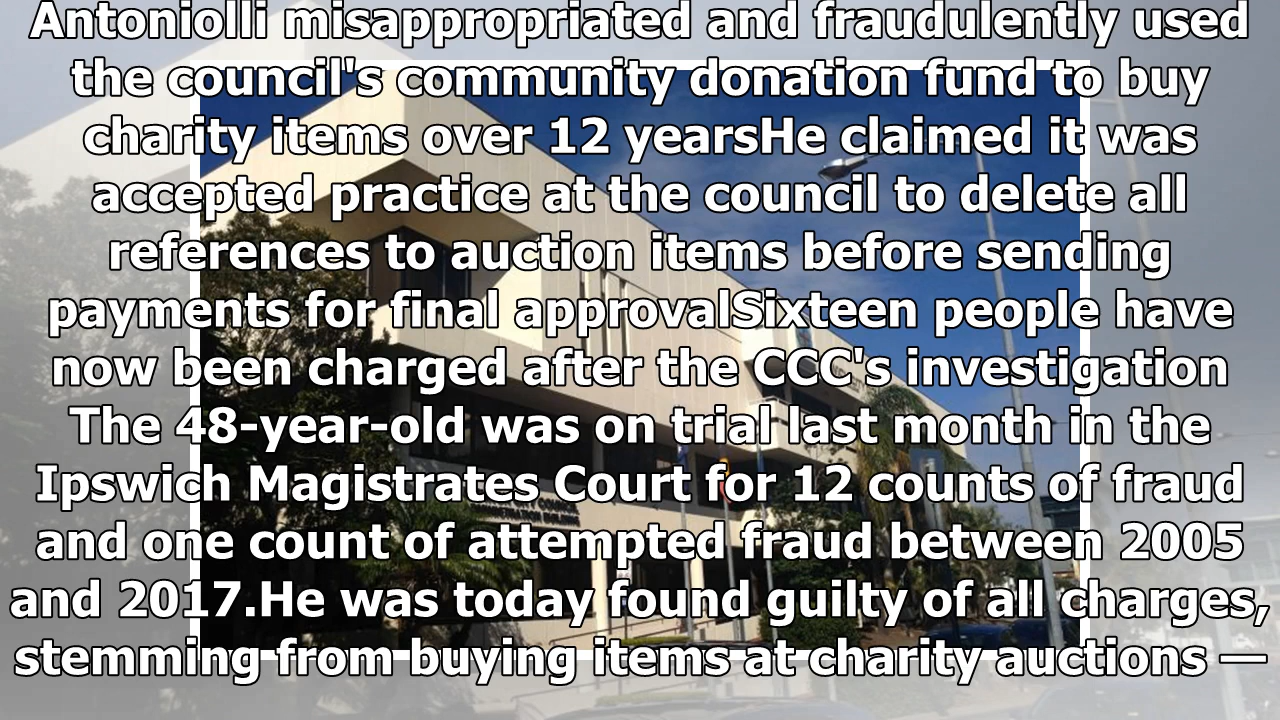 Antoniolli misappropriated and fraudulently used
the council's community donation fund to buy
charity items over 12 yearsHe claimed it was
accepted practice at the council to delete all
references to auction items before sending
payments for final approvalSixteen people have
now been charged after the CCC's investigation
The 48-year-old was on trial last month in the
Ipswich Magistrates Court for 12 counts of fraud
and one count of attempted fraud between 2005
and 2017.He was today found guilty of all charges,
stemming from buying items at charity auctions —